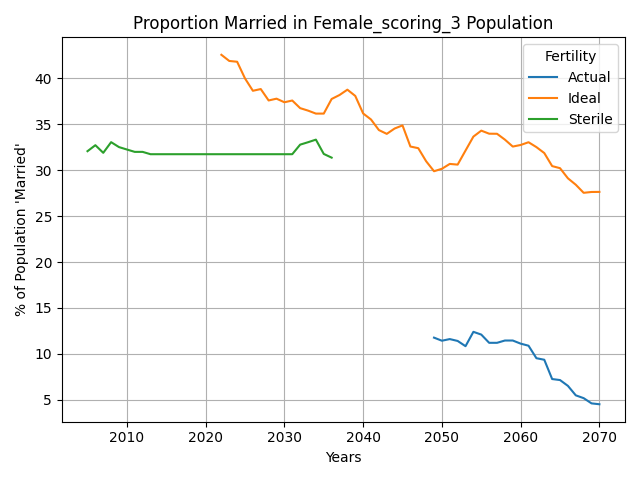 Proportion Married in Female_scoring_3 Population
Fertility
Actual
Ideal
Sterile
% of Population 'Married'
40
35
30
25
20
15
10
5
2010 2020 2030 2040 2050 2060 2070
Years